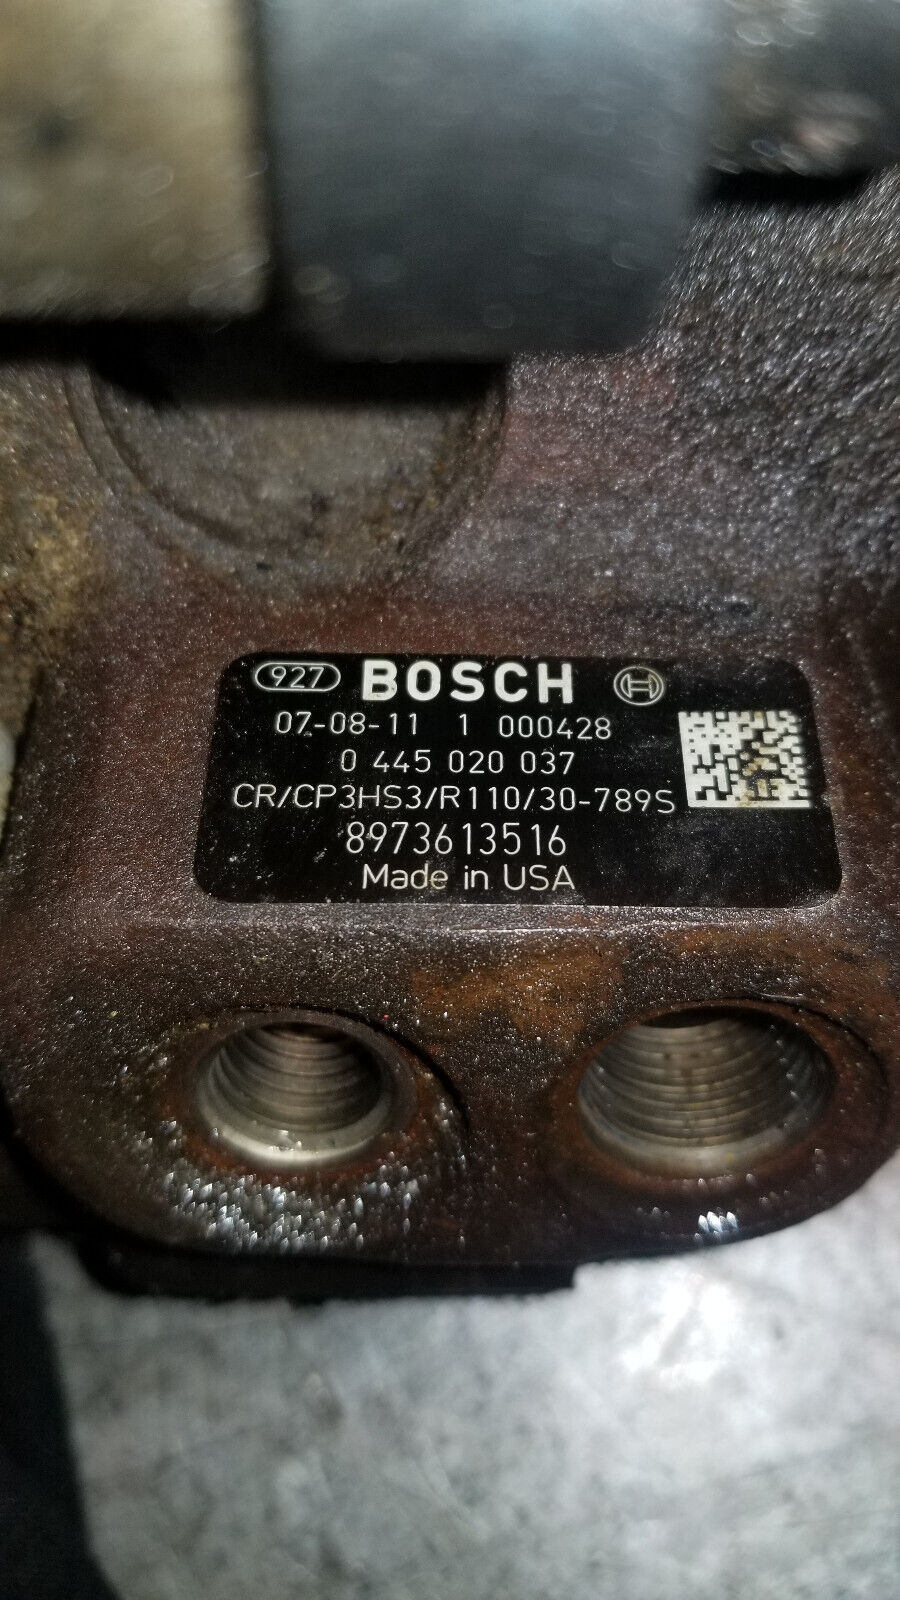 927 BOSCH
07-08-11 1 000428
0 445 020 037
CR/CP3HS3/R110/30-789S
8973613516
Made in USA